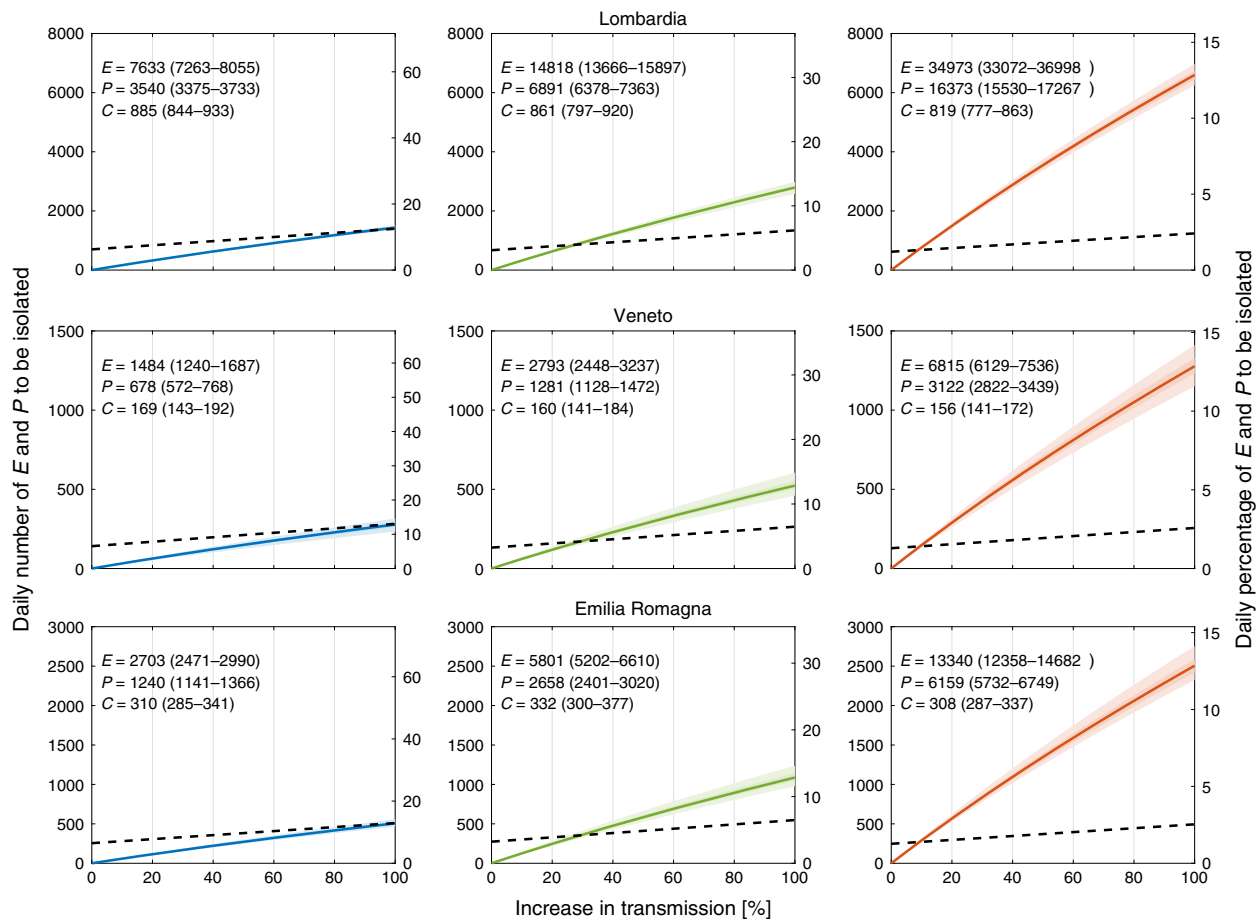 Lombardia
8000
6000
4000
2000
0
E = 7633 (7263–8055)
P = 3540 (3375–3733)
C = 885 (844–933)
60
40
20
0
8000
6000
4000
2000
0
E = 14818 (13666–15897)
P = 6891 (6378–7363)
C = 861 (797–920)
30
20
10
0
8000
6000
4000
2000
0
E = 34973 (33072–36998 )
P = 16373 (15530–17267 )
C = 819 (777–863)
15
10
5
0
Veneto
1500
1000
500
0
E = 1484 (1240–1687)
P = 678 (572–768)
C = 169 (143–192)
60
50
40
30
20
10
0
1500
1000
500
0
E = 2793 (2448–3237)
P = 1281 (1128–1472)
C = 160 (141–184)
30
20
10
0
1500
1000
500
0
E = 6815 (6129–7536)
P = 3122 (2822–3439)
C = 156 (141–172)
15
10
5
0
Emilia Romagna
3000
2500
2000
1500
1000
500
0
E = 2703 (2471–2990)
P = 1240 (1141–1366)
C = 310 (285–341)
60
40
20
0
0 20 40 60 80 100
3000
2500
2000
1500
1000
500
0
E = 5801 (5202–6610)
P = 2658 (2401–3020)
C = 332 (300–377)
30
20
10
0
0 20 40 60 80 100
3000
2500
2000
1500
1000
500
0
E = 13340 (12358–14682 )
P = 6159 (5732–6749)
C = 308 (287–337)
15
10
5
0
0 20 40 60 80 100
Daily number of E and P to be isolated
Daily percentage of E and P to be isolated
Increase in transmission [%]